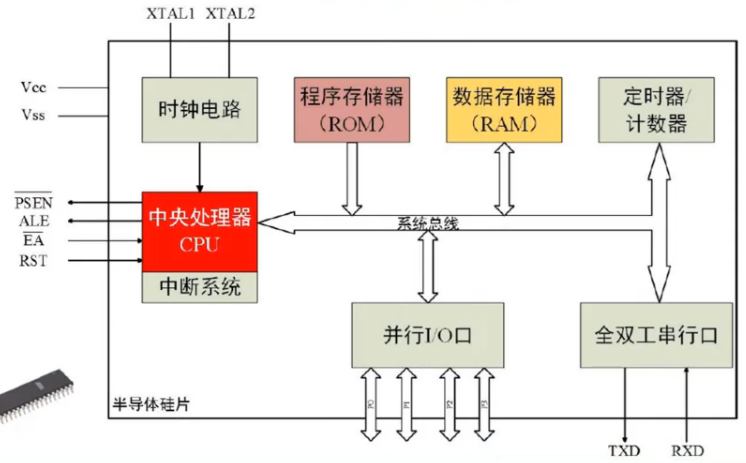 XTAL1 XTAL2
Vcc
Vss
时钟电路
程序存储器
（ROM）
数据存储器
（RAM）
定时器/
计数器
PSEN
ALE
EA
RST
中央处理器
CPU
中断系统
系统总线
并行I/O口
全双工串行口
P0
P1
P2
P3
半导体硅片
TXD
RXD